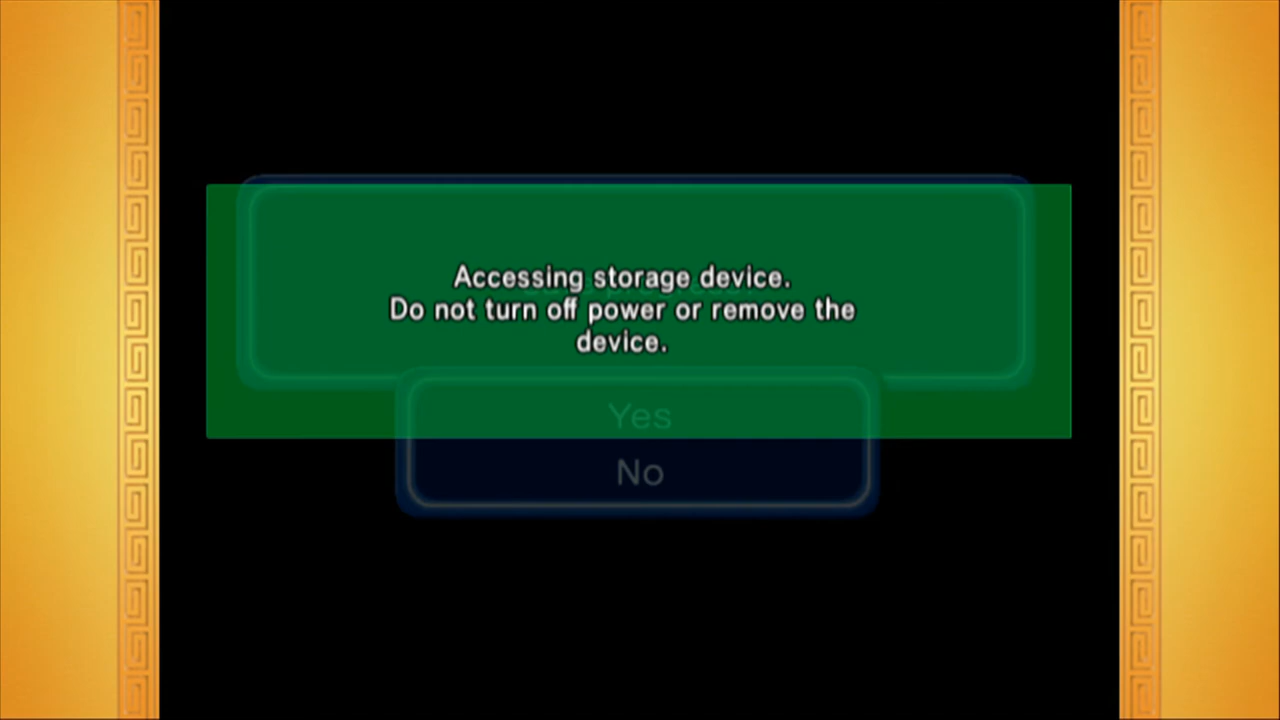 Accessing storage device.
Do not turn off power or remove the
device.
Yes
No